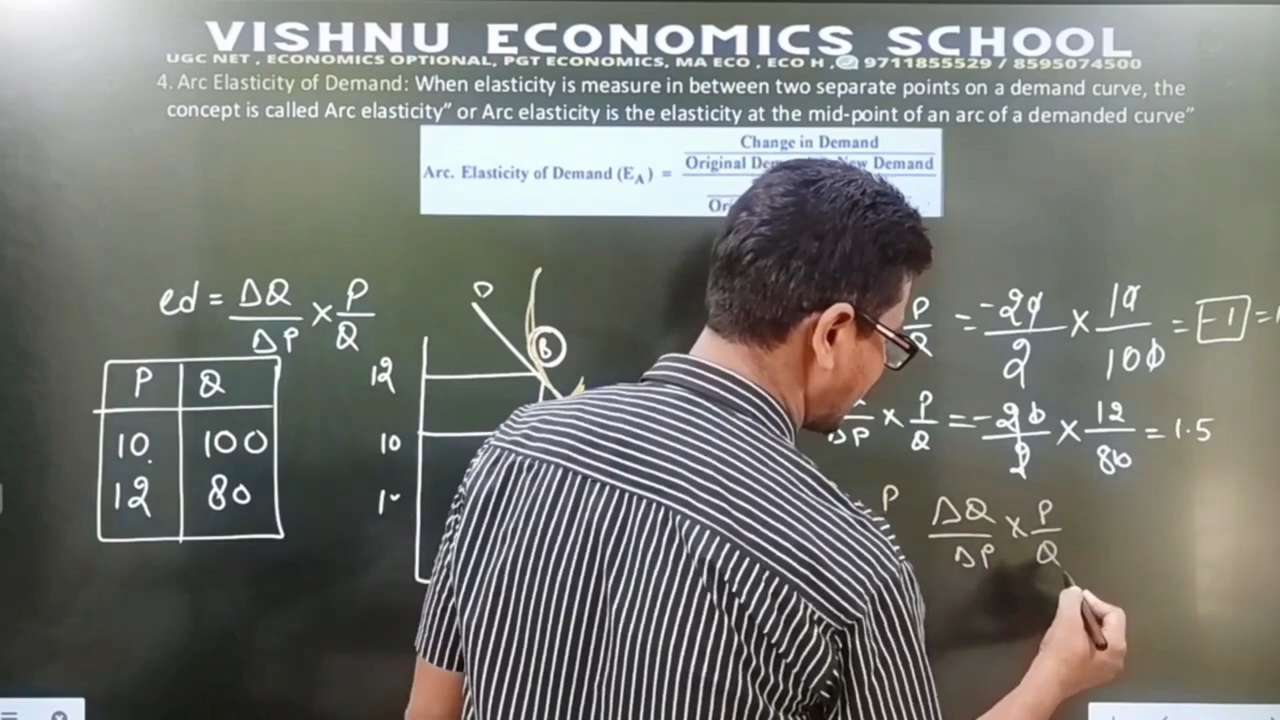 VISHNU ECONOMICS SCHOOL
UGC NET , ECONOMICS OPTIONAL, PGT ECONOMICS, MA ECO , ECO H , 9711855529 / 8595074500
4. Arc Elasticity of Demand: When elasticity is measure in between two separate points on a demand curve, the
concept is called Arc elasticity” or Arc elasticity is the elasticity at the mid-point of an arc of a demanded curve”
Change in Demand
Arc. Elasticity of Demand (EA) = Original New Demand
ed = ΔQ/ΔP × P/Q
P Q
10 100
12 80
D
B
12
10
P/Q = -20/2 × 10/100 = -1 =
ΔP × P/Q = -20/2 × 12/80 = 1.5
P ΔQ/ΔP × P/Q